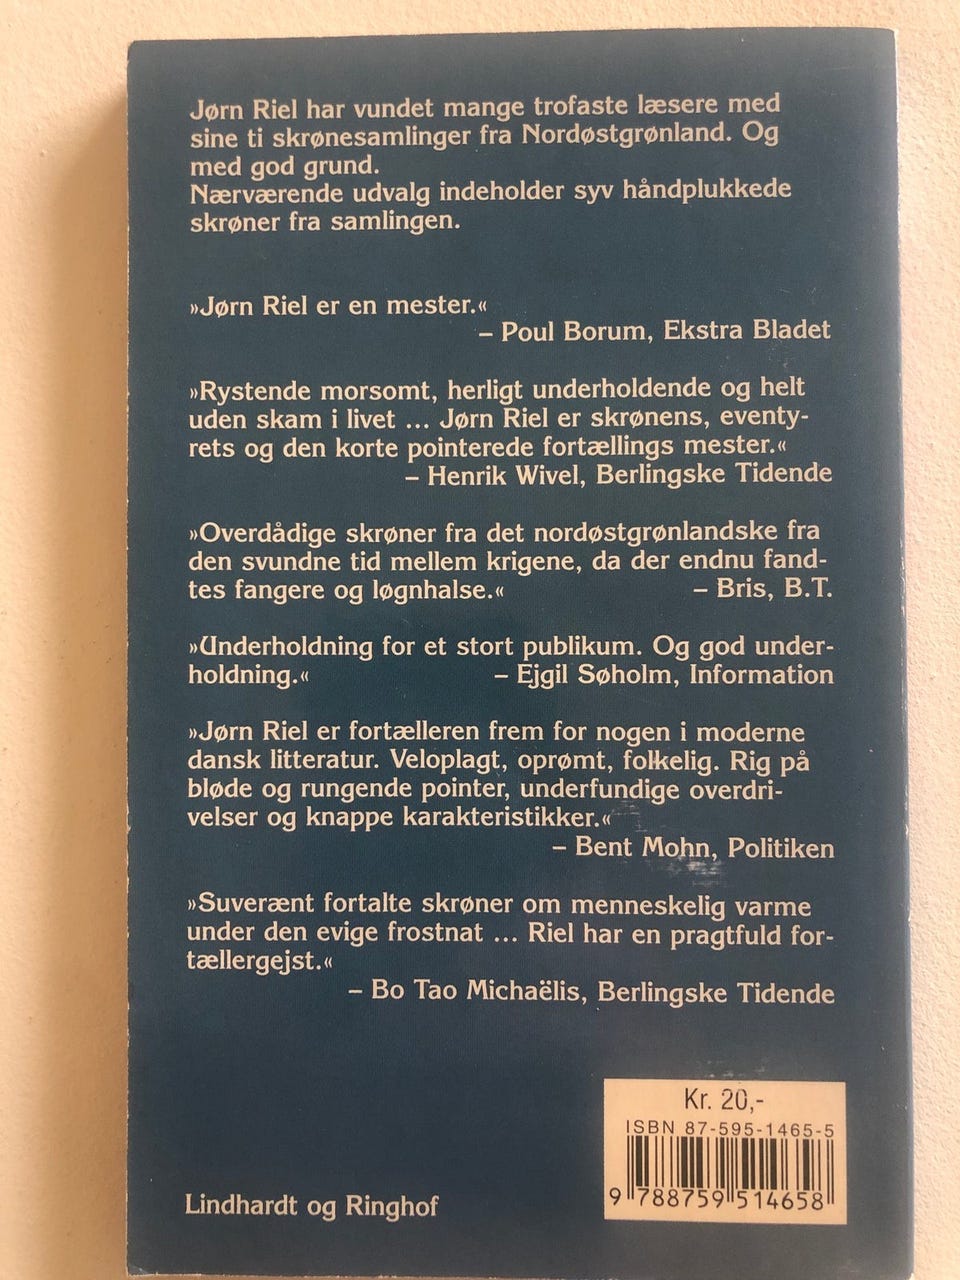 Jørn Riel har vundet mange trofaste læsere med
sine ti skrønesamlinger fra Nordøstgrønland. Og
med god grund.
Nærværende udvalg indeholder syv håndplukkede
skrøner fra samlingen.
»Jørn Riel er en mester.«
– Poul Borum, Ekstra Bladet
»Rystende morsomt, herligt underholdende og helt
uden skam i livet ... Jørn Riel er skrønens, eventy-
rets og den korte pointerede fortællings mester.«
– Henrik Wivel, Berlingske Tidende
»Overdådige skrøner fra det nordøstgrønlandske fra
den svundne tid mellem krigene, da der endnu fand-
tes fangere og løgnhalse.« – Bris, B.T.
»Underholdning for et stort publikum. Og god under-
holdning.« – Ejgil Søholm, Information
»Jørn Riel er fortælleren frem for nogen i moderne
dansk litteratur. Veloplagt, oprømt, folkelig. Rig på
bløde og rungende pointer, underfundige overdri-
velser og knappe karakteristikker.«
– Bent Mohn, Politiken
»Suverænt fortalte skrøner om menneskelig varme
under den evige frostnat ... Riel har en pragtfuld for-
tællergejst.«
– Bo Tao Michaëlis, Berlingske Tidende
Kr. 20,-
ISBN 87-595-1465-5
9 788759 514658
Lindhardt og Ringhof